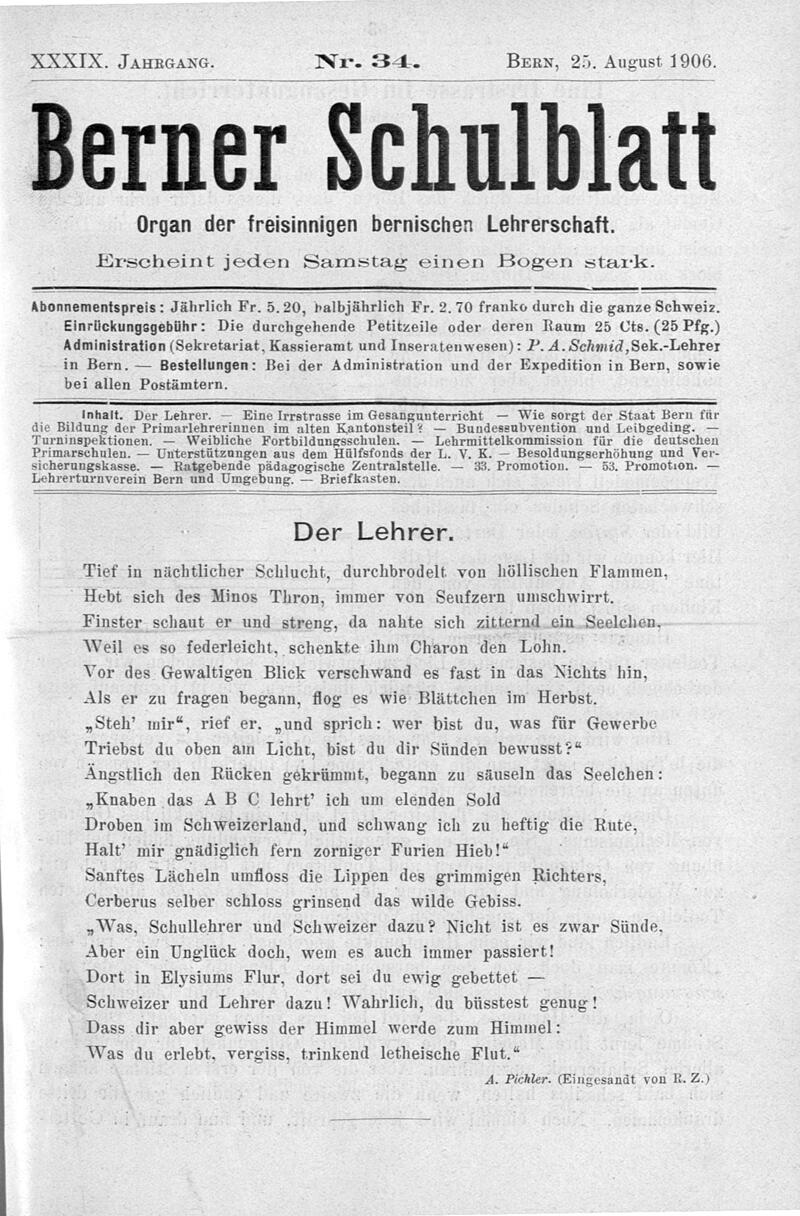 XXXIX. Jahrgang. Nr. 34. Bern, 25. August 1906.
Berner Schulblatt
Organ der freisinnigen bernischen Lehrerschaft.
Erscheint jeden Samstag einen Bogen stark.
Abonnementspreis: Jährlich Fr. 5.20, halbjährlich Fr. 2.70 franko durch die ganze Schweiz.
Einrückungsgebühr: Die durchgehende Petitzeile oder deren Raum 25 Cts. (25 Pfg.)
Administration (Sekretariat, Kassieramt und Inseratenwesen): P. A. Schmid, Sek.-Lehrer
in Bern. — Bestellungen: Bei der Administration und der Expedition in Bern, sowie
bei allen Postämtern.
Inhalt. Der Lehrer. — Eine Irrstrasse im Gesangunterricht — Wie sorgt der Staat Bern für
die Bildung der Primarlehrerinnen im alten Kantonsteil? — Bundessubvention und Leibgeding. —
Turninspektionen. — Weibliche Fortbildungsschulen. — Lehrmittelkommission für die deutschen
Primarschulen. — Unterstützungen aus dem Hülfsfonds der L. V. K. — Besoldungserhöhung und Ver-
sicherungskasse. — Ratgebende pädagogische Zentralstelle. — 33. Promotion. — 53. Promotion. —
Lehrerturnverein Bern und Umgebung. — Briefkasten.
Der Lehrer.
Tief in nächtlicher Schlucht, durchbrodelt von höllischen Flammen,
Hebt sich des Minos Thron, immer von Seufzern umschwirrt.
Finster schaut er und streng, da nahte sich zitternd ein Seelchen,
Weil es so federleicht, schenkte ihm Charon den Lohn.
Vor des Gewaltigen Blick verschwand es fast in das Nichts hin,
Als er zu fragen begann, flog es wie Blättchen im Herbst.
„Steh' mir“, rief er, „und sprich: wer bist du, was für Gewerbe
Triebst du oben am Licht, bist du dir Sünden bewusst?“
Ängstlich den Rücken gekrümmt, begann zu säuseln das Seelchen:
„Knaben das A B C lehrt' ich um elenden Sold
Droben im Schweizerland, und schwang ich zu heftig die Rute,
Halt' mir gnädiglich fern zorniger Furien Hieb!“
Sanftes Lächeln umfloss die Lippen des grimmigen Richters,
Cerberus selber schloss grinsend das wilde Gebiss.
„Was, Schullehrer und Schweizer dazu? Nicht ist es zwar Sünde,
Aber ein Unglück doch, wem es auch immer passiert!
Dort in Elysiums Flur, dort sei du ewig gebettet —
Schweizer und Lehrer dazu! Wahrlich, du büsstest genug!
Dass dir aber gewiss der Himmel werde zum Himmel:
Was du erlebt, vergiss, trinkend letheische Flut.“
A. Pichler. (Eingesandt von R. Z.)